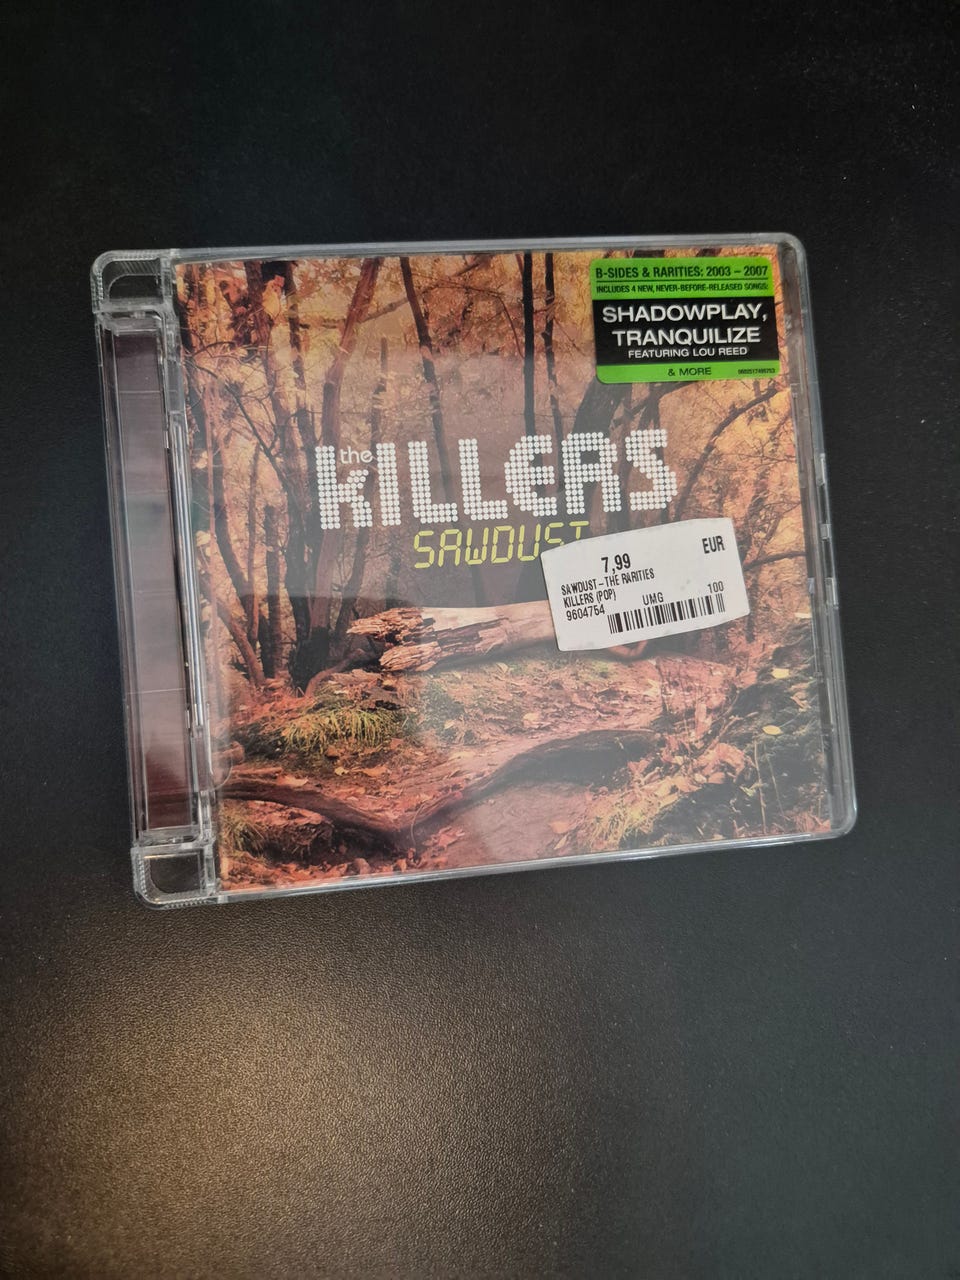 B-SIDES & RARITIES: 2003 – 2007
INCLUDES 4 NEW, NEVER-BEFORE-RELEASED SONGS:
SHADOWPLAY,
TRANQUILIZE
FEATURING LOU REED
& MORE
the
KILLERS
SAWDUST
7,99 EUR
SAWDUST-THE RARITIES
KILLERS (POP) UMG 100
9604754